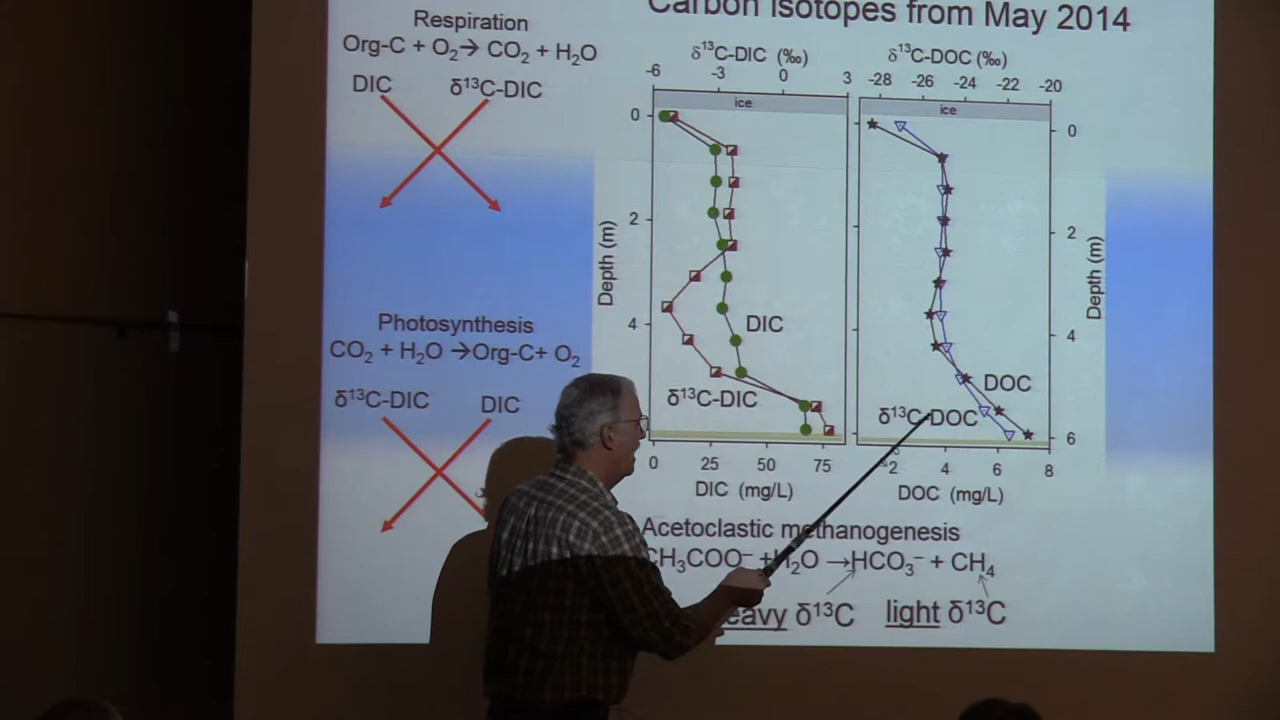 Carbon Isotopes from May 2014
Respiration
Org-C + O₂→ CO₂ + H₂O
DIC δ¹³C-DIC
Photosynthesis
CO₂ + H₂O →Org-C+ O₂
δ¹³C-DIC DIC
δ¹³C-DIC (‰)
-6 -3 0 3
ice
0
2
4
Depth (m)
DIC
δ¹³C-DIC
0 25 50 75
DIC (mg/L)
δ¹³C-DOC (‰)
-28 -26 -24 -22 -20
ice
0
2
4
6
Depth (m)
DOC
δ¹³C-DOC
2 4 6 8
DOC (mg/L)
Acetoclastic methanogenesis
CH₃COO⁻ +H₂O →HCO₃⁻ + CH₄
δ¹³C light δ¹³C